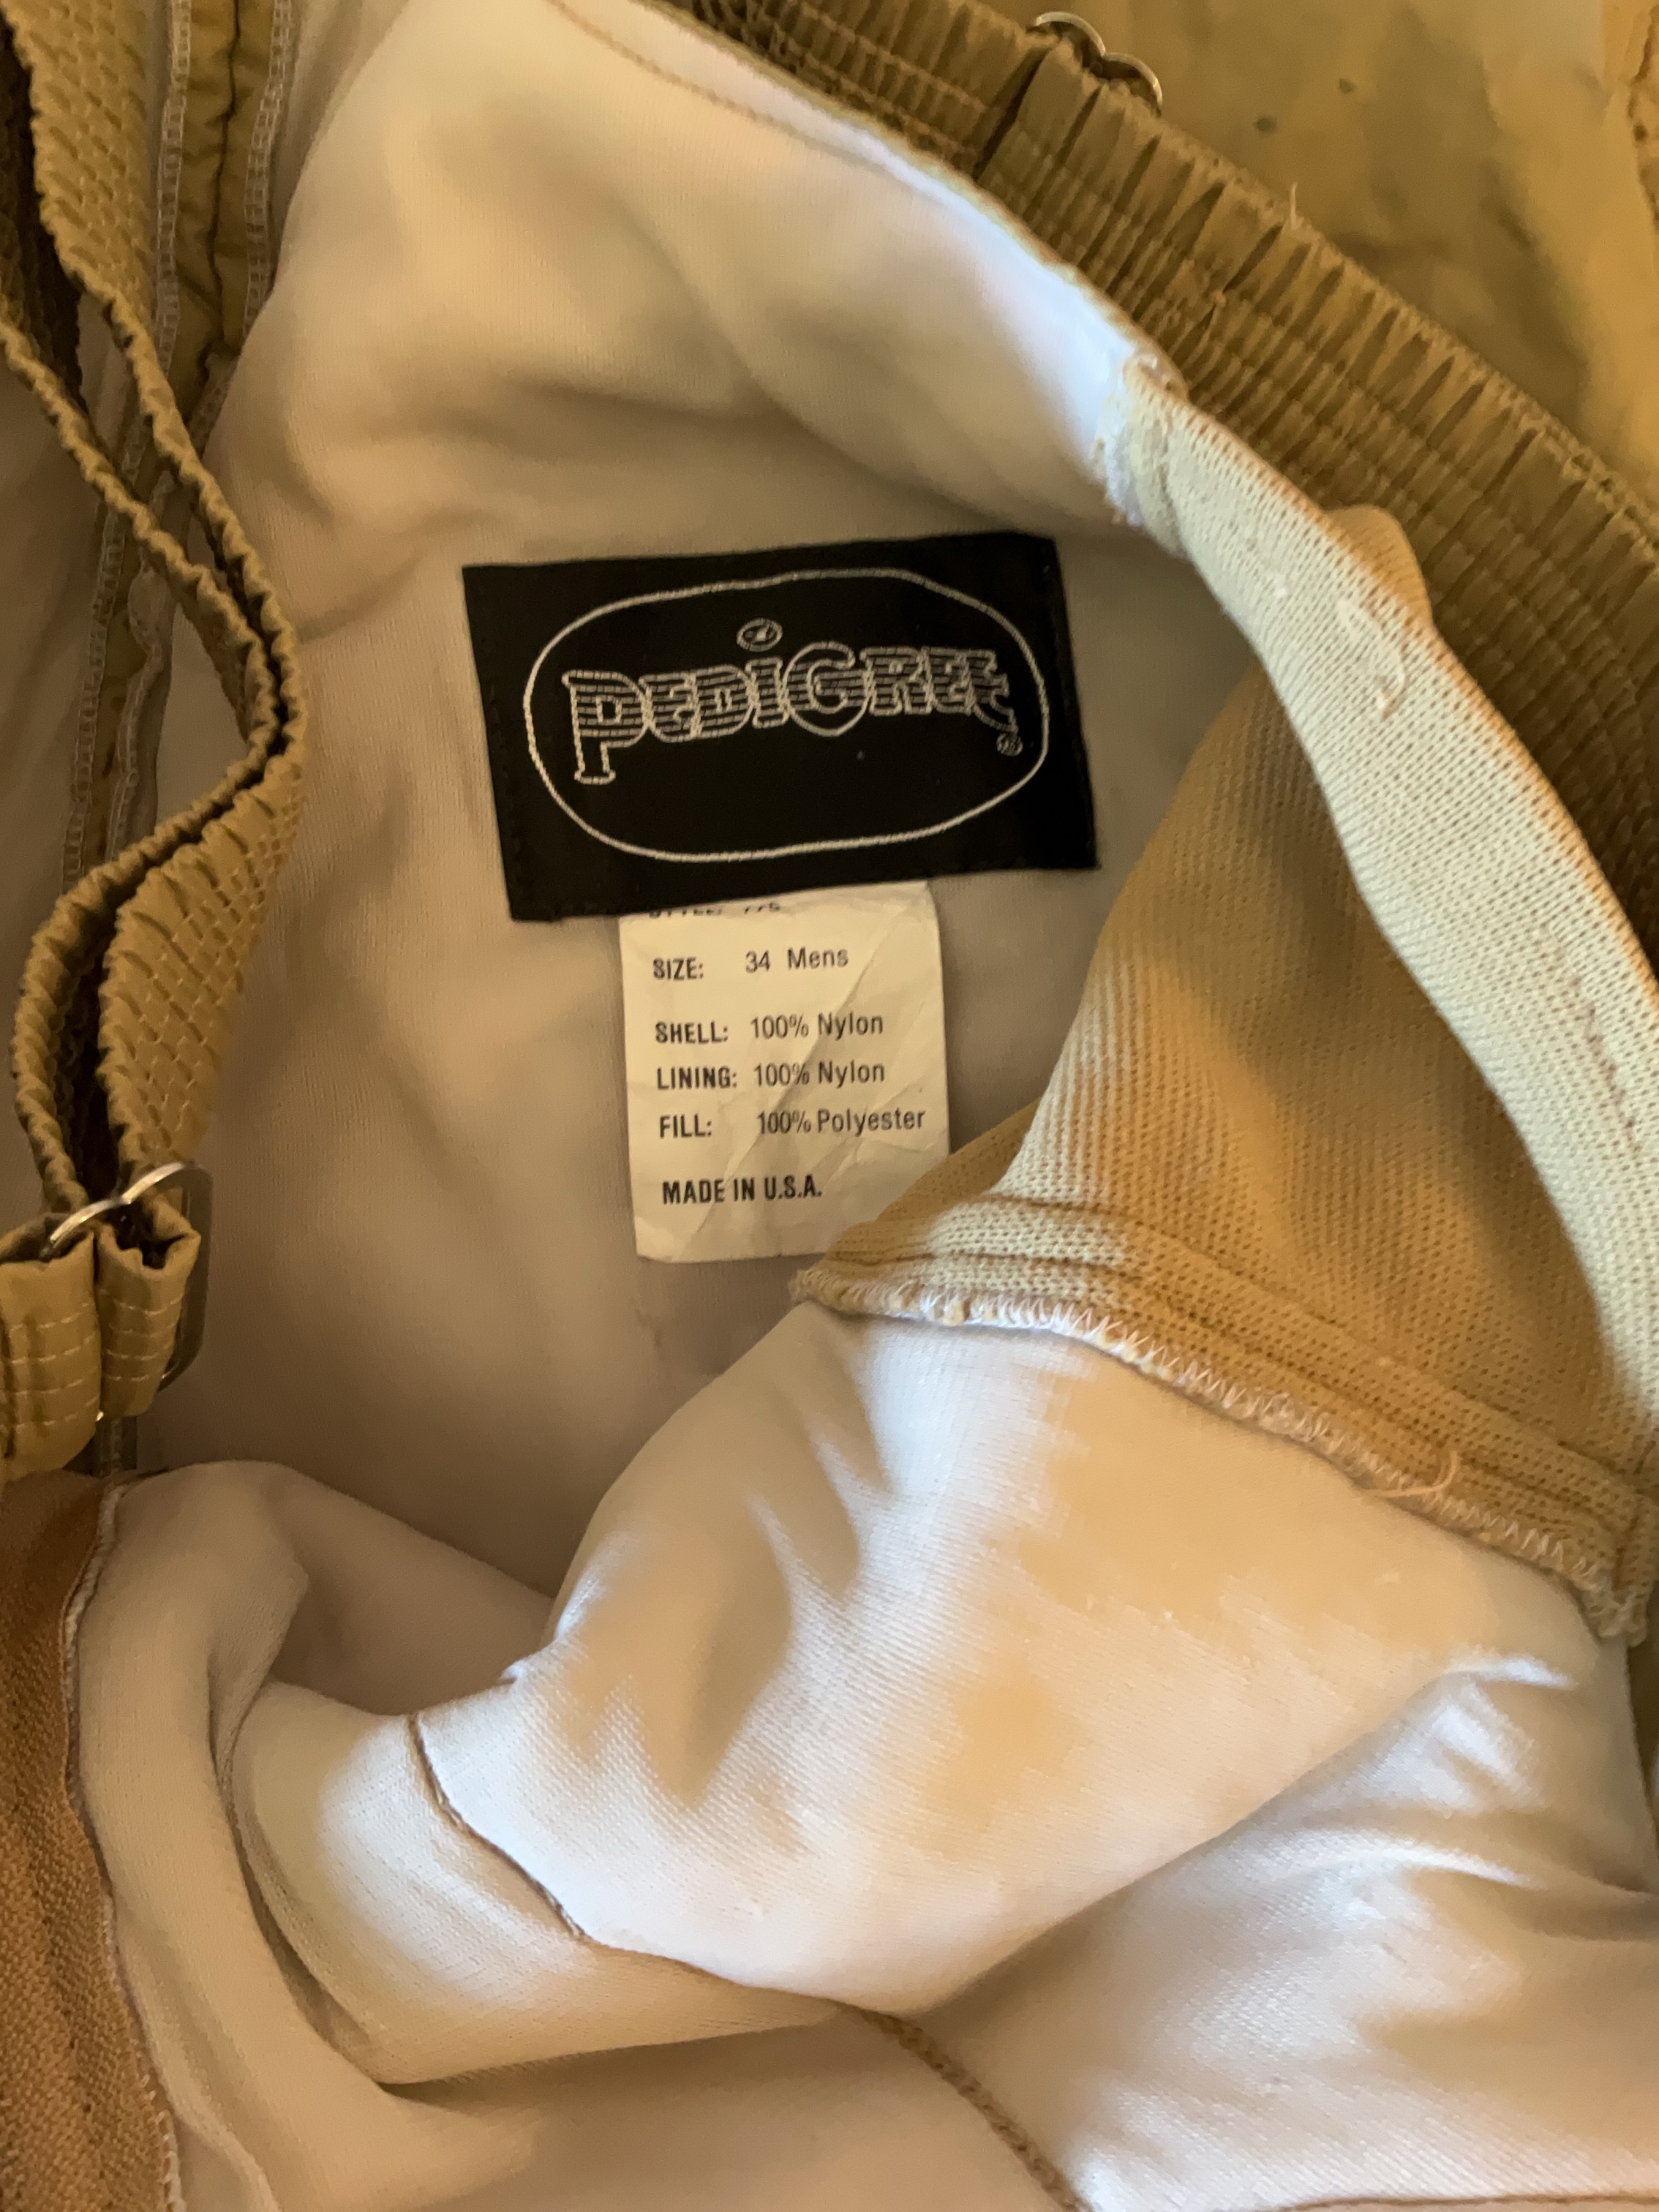 PEDIGREE
®
SIZE: 34 Mens
SHELL: 100% Nylon
LINING: 100% Nylon
FILL: 100% Polyester
MADE IN U.S.A.